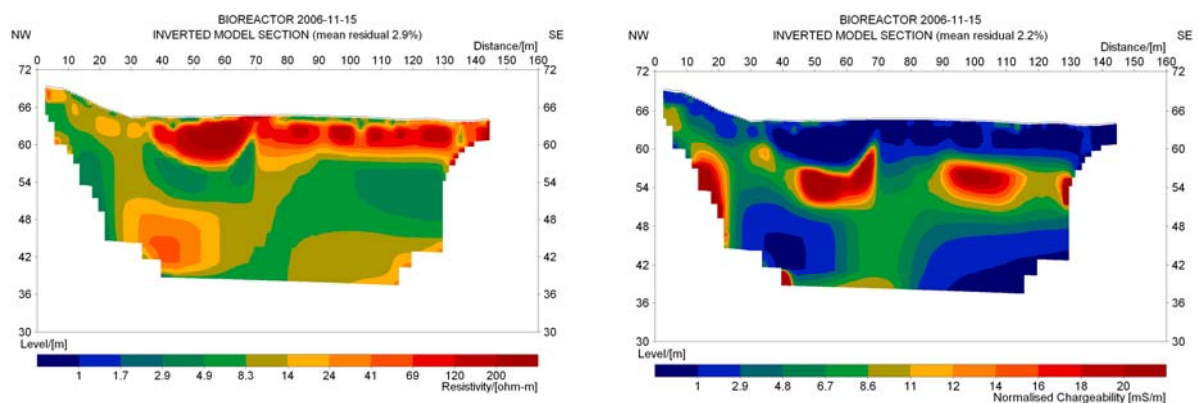 BIOREACTOR 2006-11-15
NW INVERTED MODEL SECTION (mean residual 2.9%) SE
Distance/[m]
0 10 20 30 40 50 60 70 80 90 100 110 120 130 140 150 160
72 72
66 66
60 60
54 54
48 48
42 42
36 36
30 30
Level/[m]
1 1.7 2.9 4.9 8.3 14 24 41 69 120 200
Resistivity/[ohm-m]
BIOREACTOR 2006-11-15
NW INVERTED MODEL SECTION (mean residual 2.2%) SE
Distance/[m]
0 10 20 30 40 50 60 70 80 90 100 110 120 130 140 150 160
72 72
66 66
60 60
54 54
48 48
42 42
36 36
30 30
Level/[m]
1 2.9 4.8 6.7 8.6 11 12 14 16 18 20
Normalised Chargeability [mS/m]